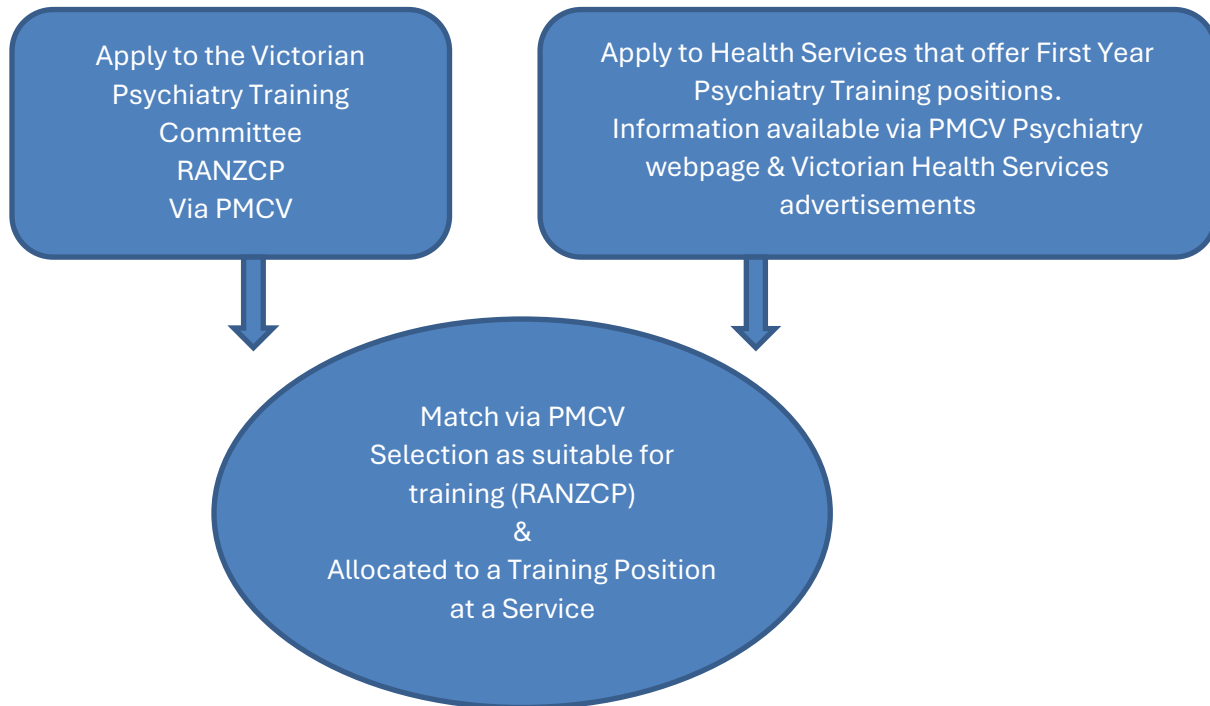 Apply to the Victorian
Psychiatry Training
Committee
RANZCP
Via PMCV
Apply to Health Services that offer First Year
Psychiatry Training positions.
Information available via PMCV Psychiatry
webpage & Victorian Health Services
advertisements
Match via PMCV
Selection as suitable for
training (RANZCP)
&
Allocated to a Training Position
at a Service